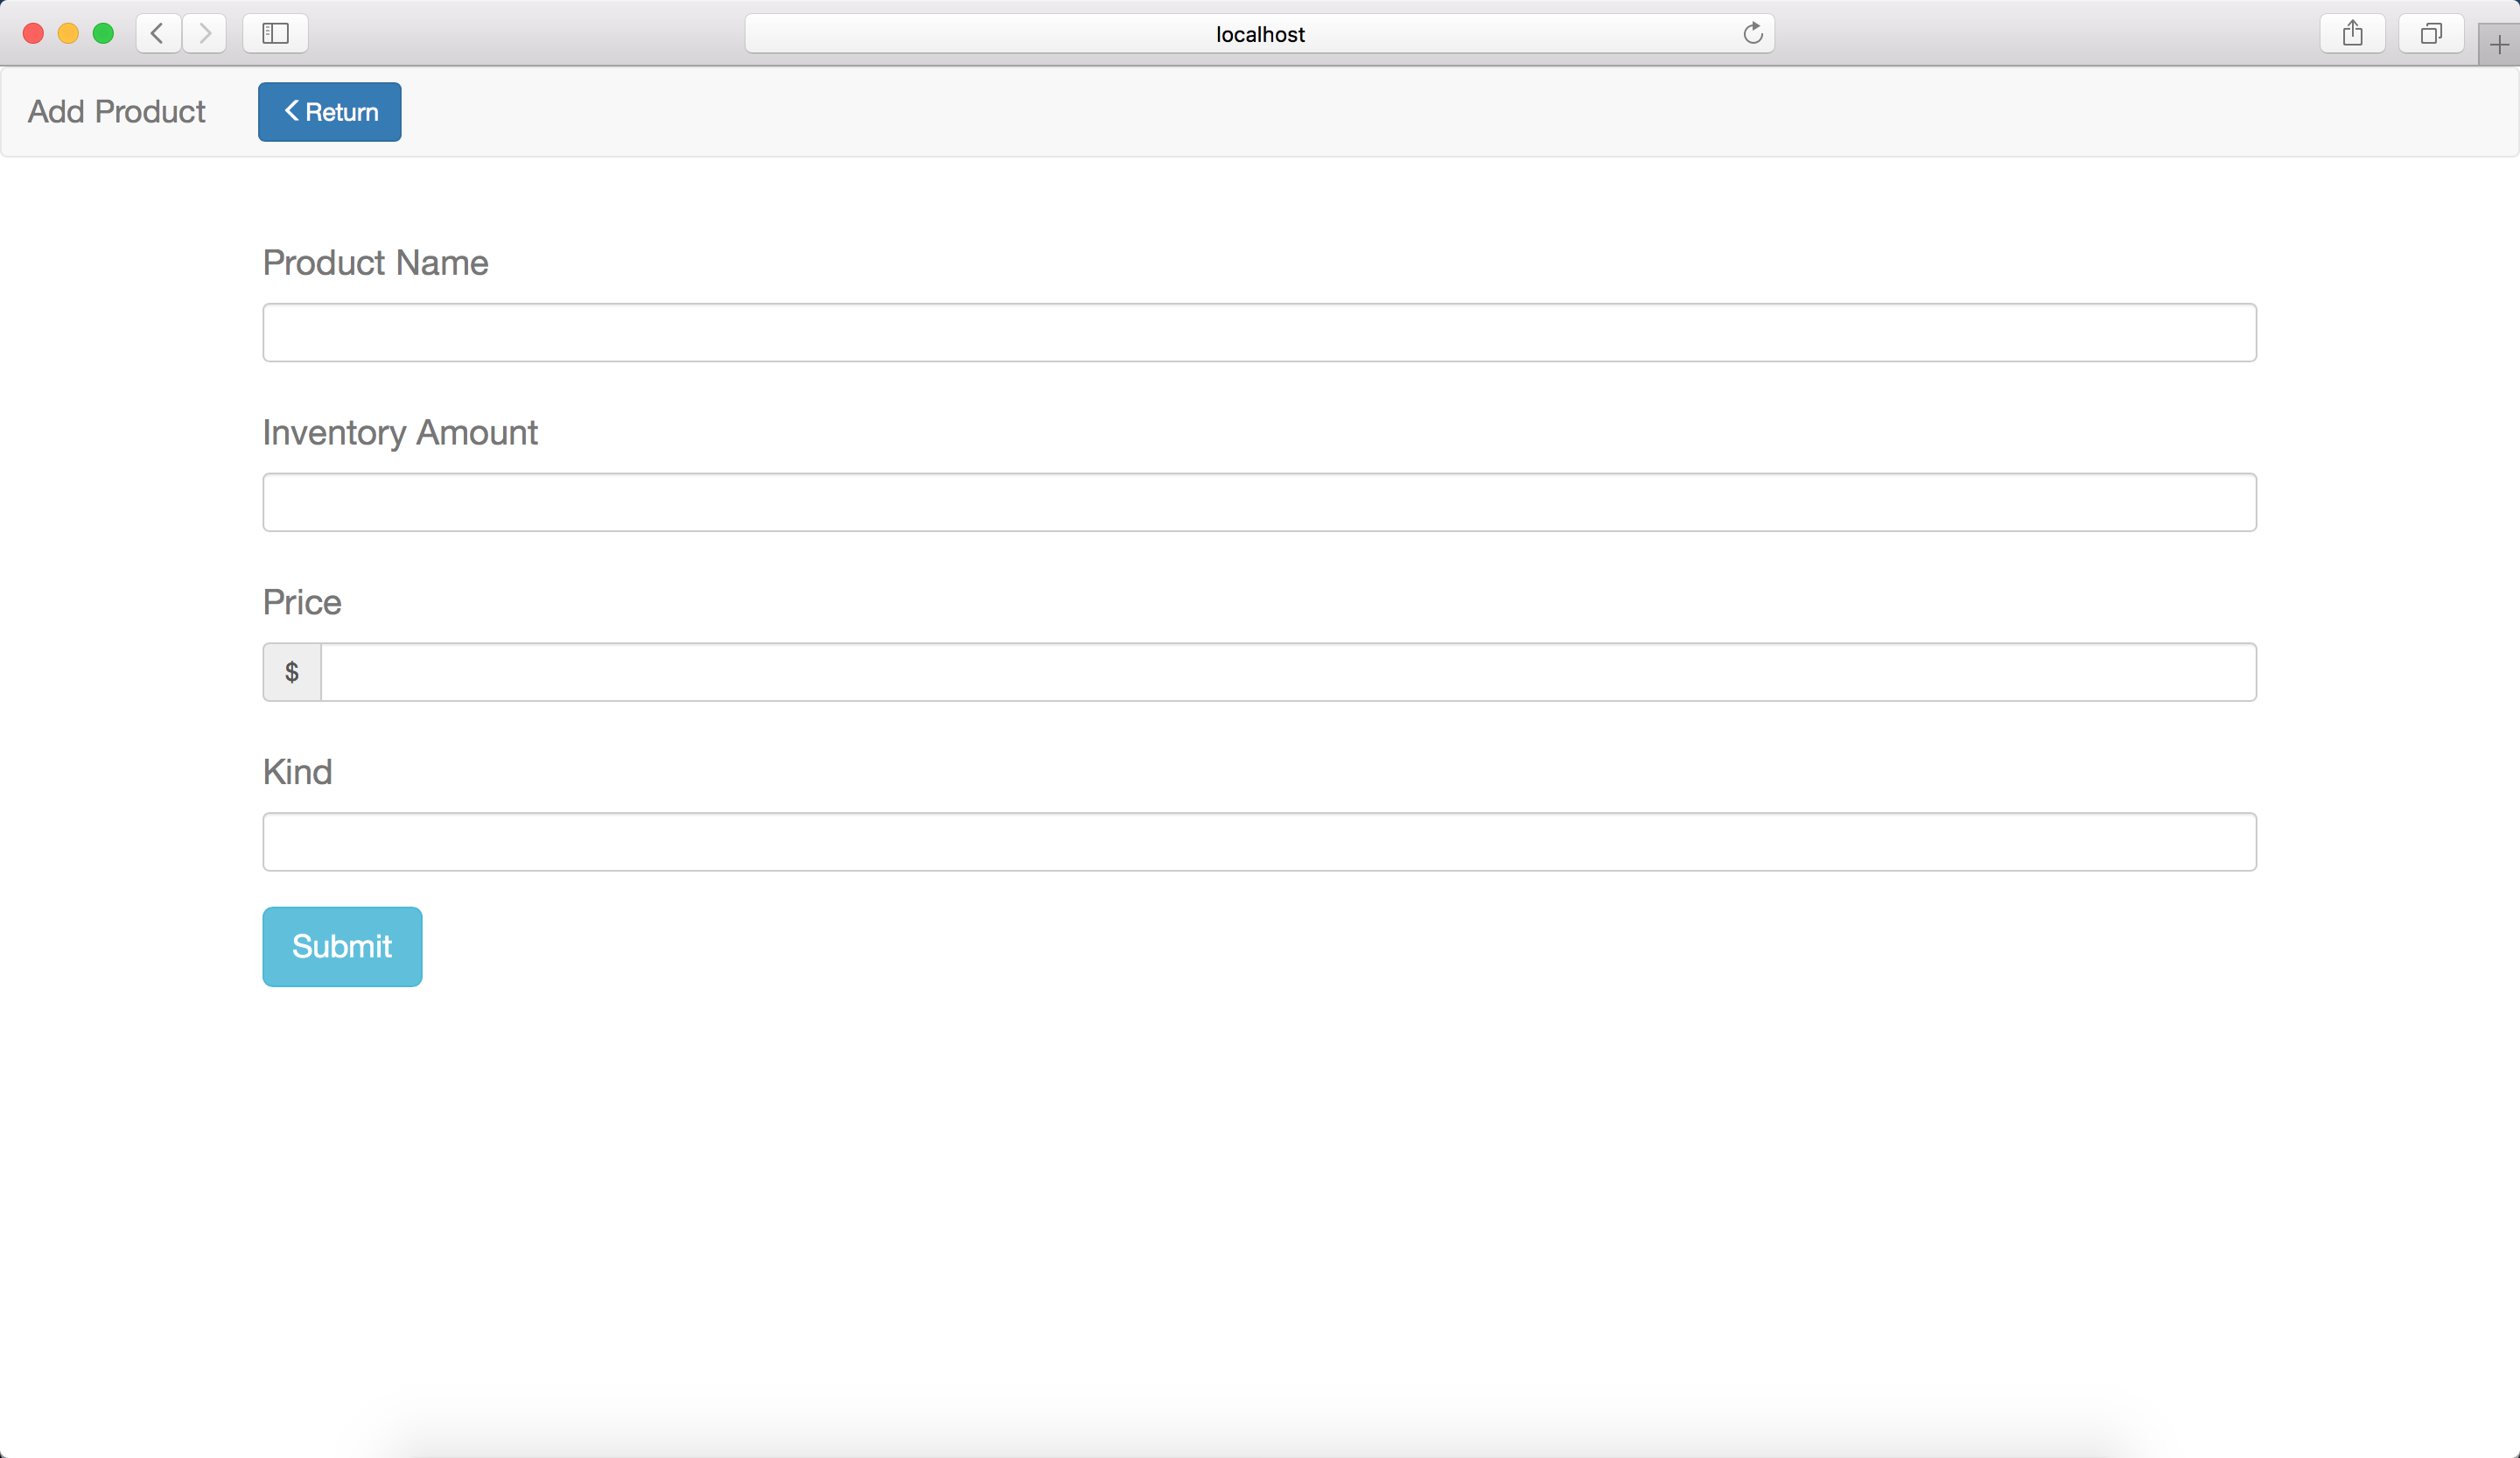 localhost
Add Product
Return
Product Name
Inventory Amount
Price
$
Kind
Submit